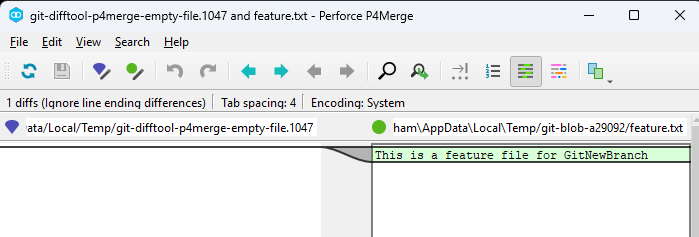 git-difftool-p4merge-empty-file.1047 and feature.txt - Perforce P4Merge
File Edit View Search Help
1 diffs (Ignore line ending differences) Tab spacing: 4 Encoding: System
ata/Local/Temp/git-difftool-p4merge-empty-file.1047
ham\AppData\Local\Temp/git-blob-a29092/feature.txt
This is a feature file for GitNewBranch